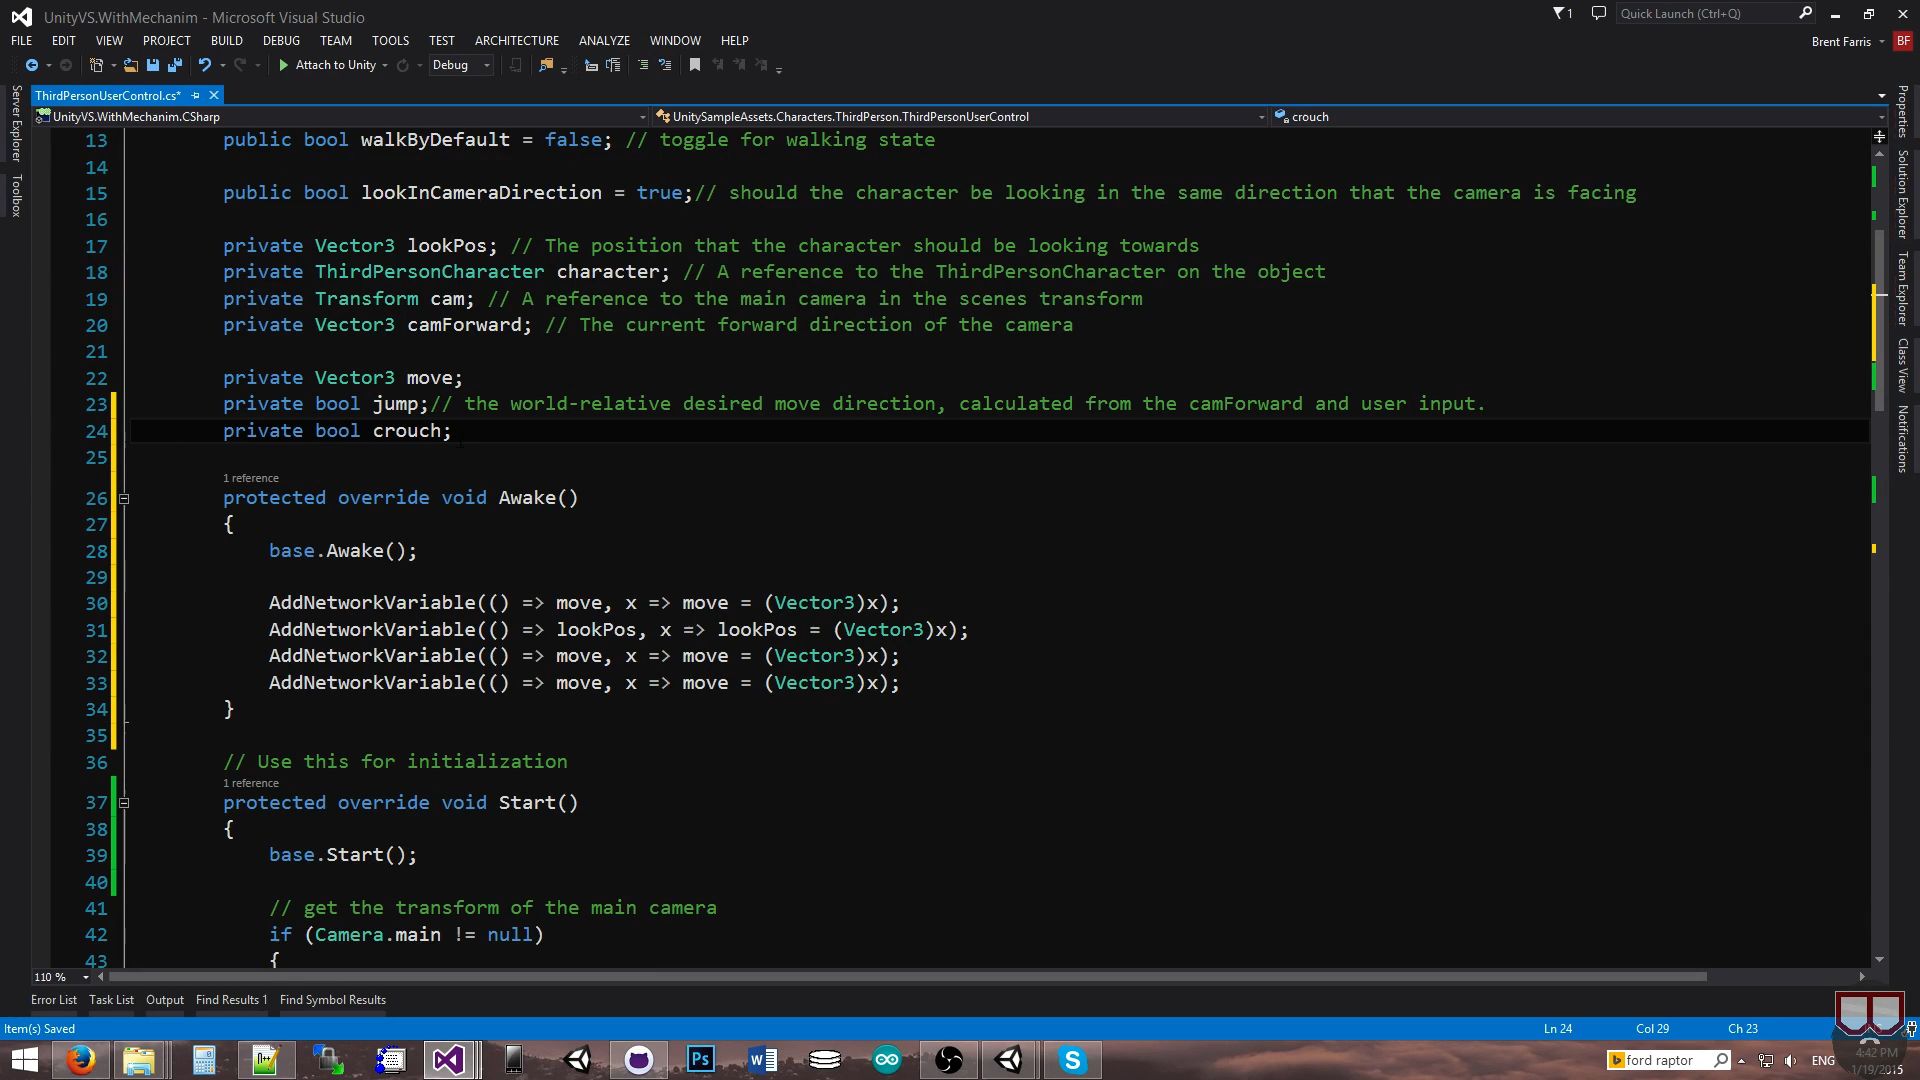 UnityVS.WithMechanim - Microsoft Visual Studio
1
Quick Launch (Ctrl+Q)
FILE EDIT VIEW PROJECT BUILD DEBUG TEAM TOOLS TEST ARCHITECTURE ANALYZE WINDOW HELP
Brent Farris BF
Attach to Unity Debug
ThirdPersonUserControl.cs*
UnityVS.WithMechanim.CSharp UnitySampleAssets.Characters.ThirdPerson.ThirdPersonUserControl crouch
Server Explorer
Toolbox
Properties
Solution Explorer
Team Explorer
Class View
Notifications
13 public bool walkByDefault = false; // toggle for walking state
14
15 public bool lookInCameraDirection = true;// should the character be looking in the same direction that the camera is facing
16
17 private Vector3 lookPos; // The position that the character should be looking towards
18 private ThirdPersonCharacter character; // A reference to the ThirdPersonCharacter on the object
19 private Transform cam; // A reference to the main camera in the scenes transform
20 private Vector3 camForward; // The current forward direction of the camera
21
22 private Vector3 move;
23 private bool jump;// the world-relative desired move direction, calculated from the camForward and user input.
24 private bool crouch;
25
1 reference
26 protected override void Awake()
27 {
28 base.Awake();
29
30 AddNetworkVariable(() => move, x => move = (Vector3)x);
31 AddNetworkVariable(() => lookPos, x => lookPos = (Vector3)x);
32 AddNetworkVariable(() => move, x => move = (Vector3)x);
33 AddNetworkVariable(() => move, x => move = (Vector3)x);
34 }
35
36 // Use this for initialization
1 reference
37 protected override void Start()
38 {
39 base.Start();
40
41 // get the transform of the main camera
42 if (Camera.main != null)
43 {
110 %
Error List Task List Output Find Results 1 Find Symbol Results
Item(s) Saved Ln 24 Col 29 Ch 23
ford raptor
ENG
4:42 PM
1/19/2015